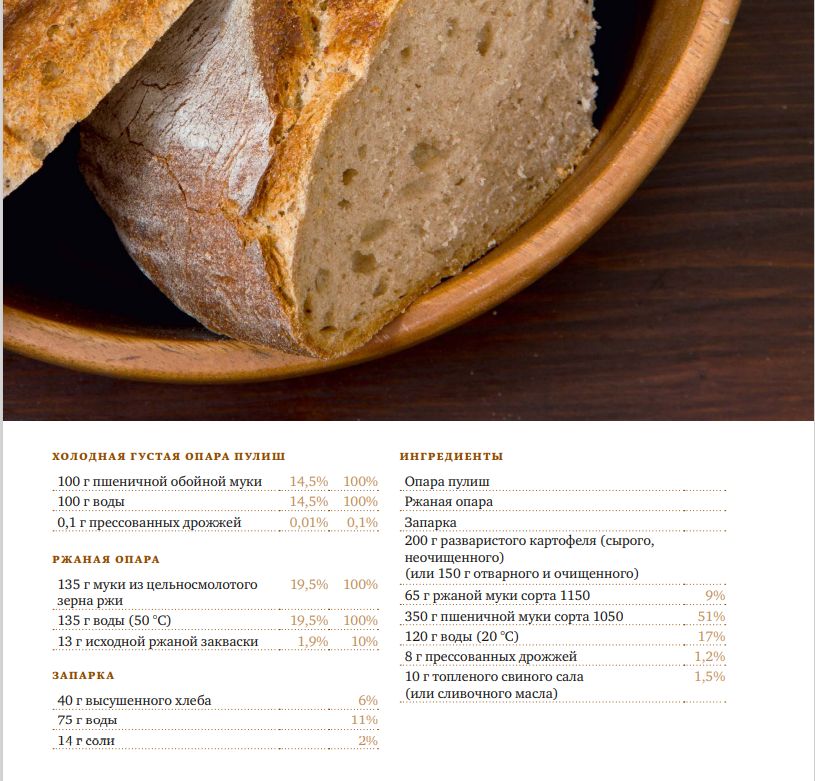 ХОЛОДНАЯ ГУСТАЯ ОПАРА ПУЛИШ
100 г пшеничной обойной муки 14,5% 100%
100 г воды 14,5% 100%
0,1 г прессованных дрожжей 0,01% 0,1%
РЖАНАЯ ОПАРА
135 г муки из цельносмолотого
зерна ржи 19,5% 100%
135 г воды (50 °C) 19,5% 100%
13 г исходной ржаной закваски 1,9% 10%
ЗАПАРКА
40 г высушенного хлеба 6%
75 г воды 11%
14 г соли 2%
ИНГРЕДИЕНТЫ
Опара пулиш
Ржаная опара
Запарка
200 г разваристого картофеля (сырого,
неочищенного)
(или 150 г отварного и очищенного)
65 г ржаной муки сорта 1150 9%
350 г пшеничной муки сорта 1050 51%
120 г воды (20 °C) 17%
8 г прессованных дрожжей 1,2%
10 г топленого свиного сала 1,5%
(или сливочного масла)